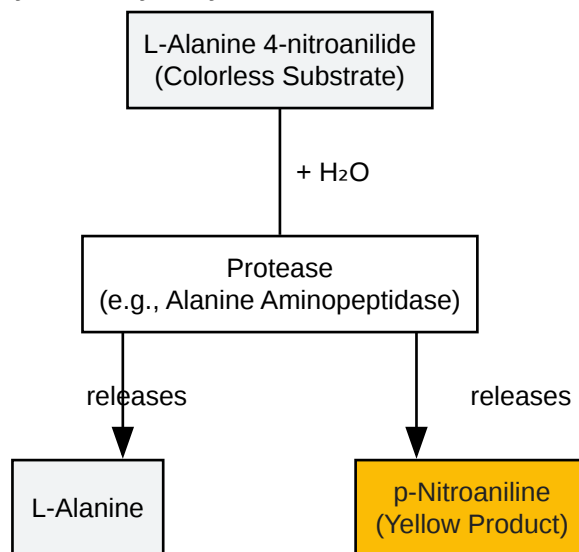 L-Alanine 4-nitroanilide
(Colorless Substrate)
+ H₂O
Protease
(e.g., Alanine Aminopeptidase)
releases
releases
L-Alanine
p-Nitroaniline
(Yellow Product)